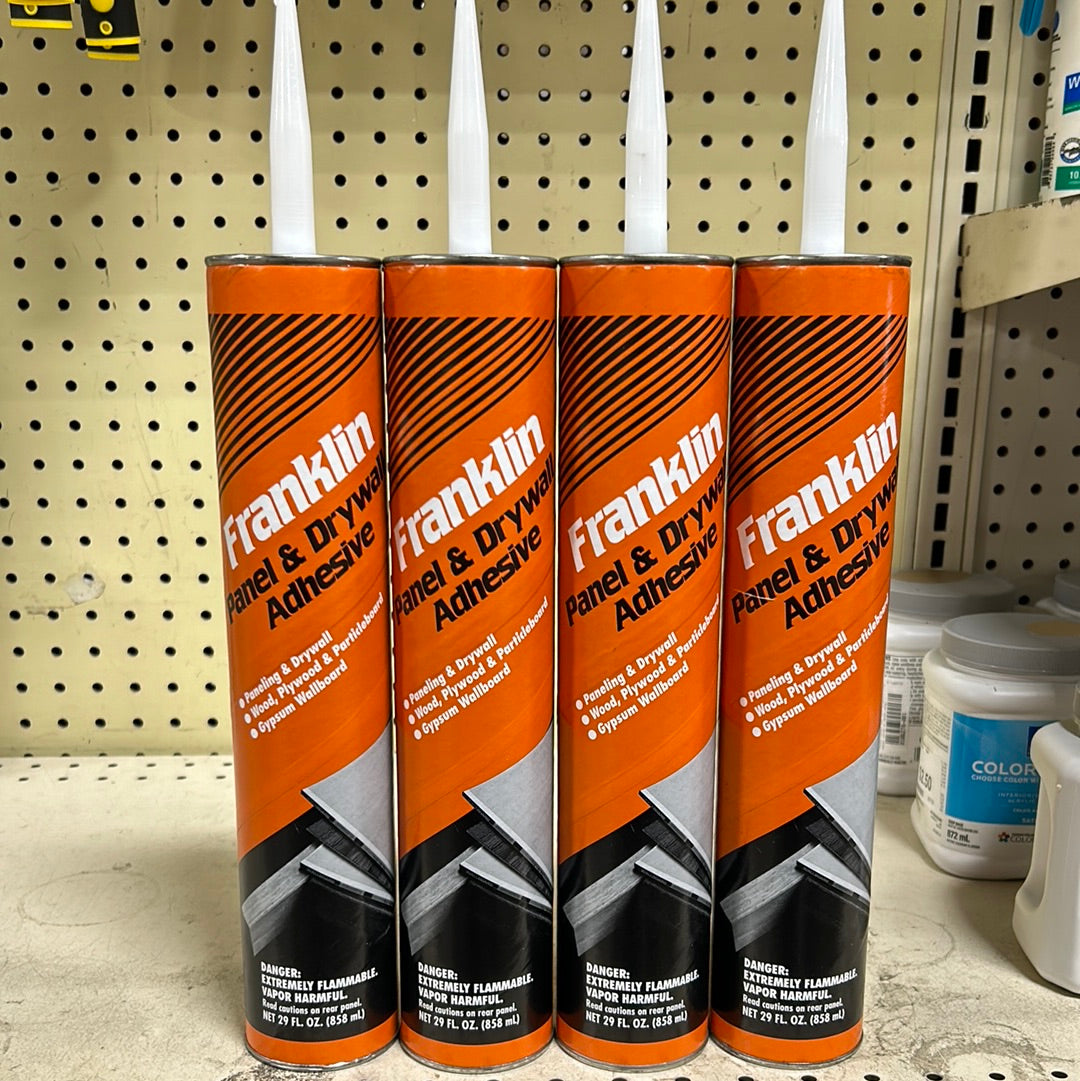 Franklin
Panel & Drywall
Adhesive
• Paneling & Drywall
• Wood, Plywood & Particleboard
• Gypsum Wallboard
DANGER:
EXTREMELY FLAMMABLE.
VAPOR HARMFUL.
Read cautions on rear panel.
NET 29 FL. OZ. (858 mL)
Franklin
Panel & Drywall
Adhesive
• Paneling & Drywall
• Wood, Plywood & Particleboard
• Gypsum Wallboard
DANGER:
EXTREMELY FLAMMABLE.
VAPOR HARMFUL.
Read cautions on rear panel.
NET 29 FL. OZ. (858 mL)
Franklin
Panel & Drywall
Adhesive
• Paneling & Drywall
• Wood, Plywood & Particleboard
• Gypsum Wallboard
DANGER:
EXTREMELY FLAMMABLE.
VAPOR HARMFUL.
Read cautions on rear panel.
NET 29 FL. OZ. (858 mL)
Franklin
Panel & Drywall
Adhesive
• Paneling & Drywall
• Wood, Plywood & Particleboard
• Gypsum Wallboard
DANGER:
EXTREMELY FLAMMABLE.
VAPOR HARMFUL.
Read cautions on rear panel.
NET 29 FL. OZ. (858 mL)
W
10
COLOR
CHOOSE COLOR
872 mL